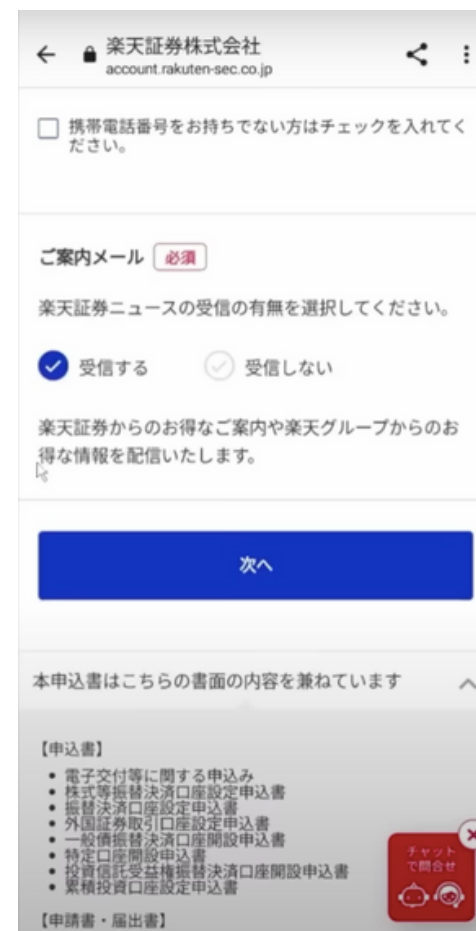 楽天証券株式会社
account.rakuten-sec.co.jp
携帯電話番号をお持ちでない方はチェックを入れてく
ださい。
ご案内メール 必須
楽天証券ニュースの受信の有無を選択してください。
受信する 受信しない
楽天証券からのお得なご案内や楽天グループからのお
得な情報を配信いたします。
次へ
本申込書はこちらの書面の内容を兼ねています
【申込書】
• 電子交付等に関する申込み
• 株式等振替決済口座設定申込書
• 振替決済口座設定申込書
• 外国証券取引口座設定申込書
• 一般債振替決済口座開設申込書
• 特定口座開設申込書
• 投資信託受益権振替決済口座開設申込書
• 累積投資口座設定申込書
チャット
で問合せ
【申請書・届出書】